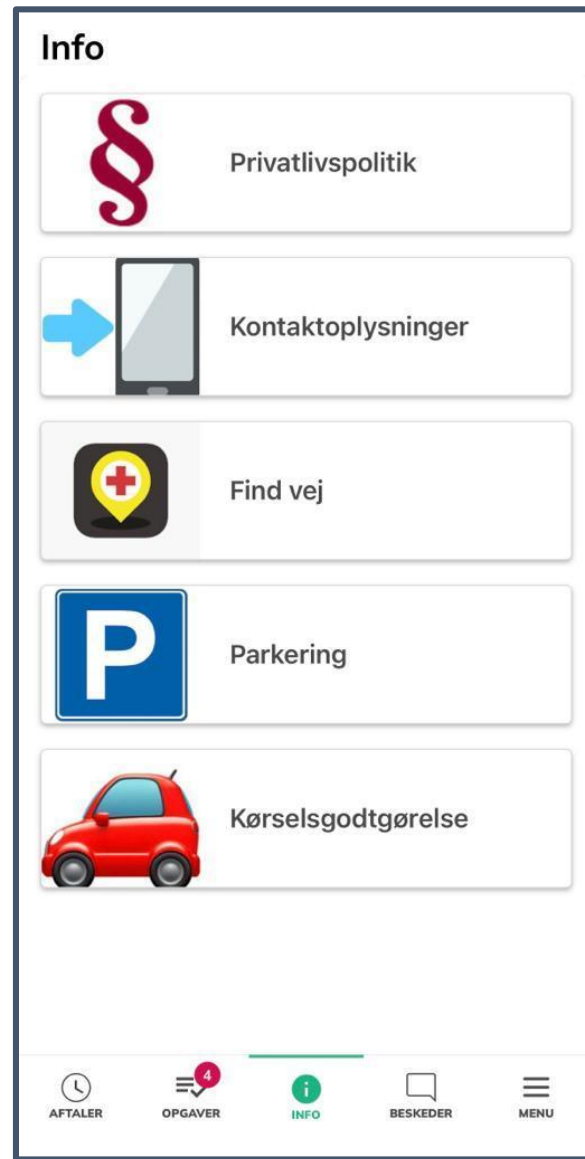 Info
§
Privatlivspolitik
Kontaktoplysninger
Find vej
P
Parkering
Kørselsgodtgørelse
4
i
AFTALER
OPGAVER
INFO
BESKEDER
MENU